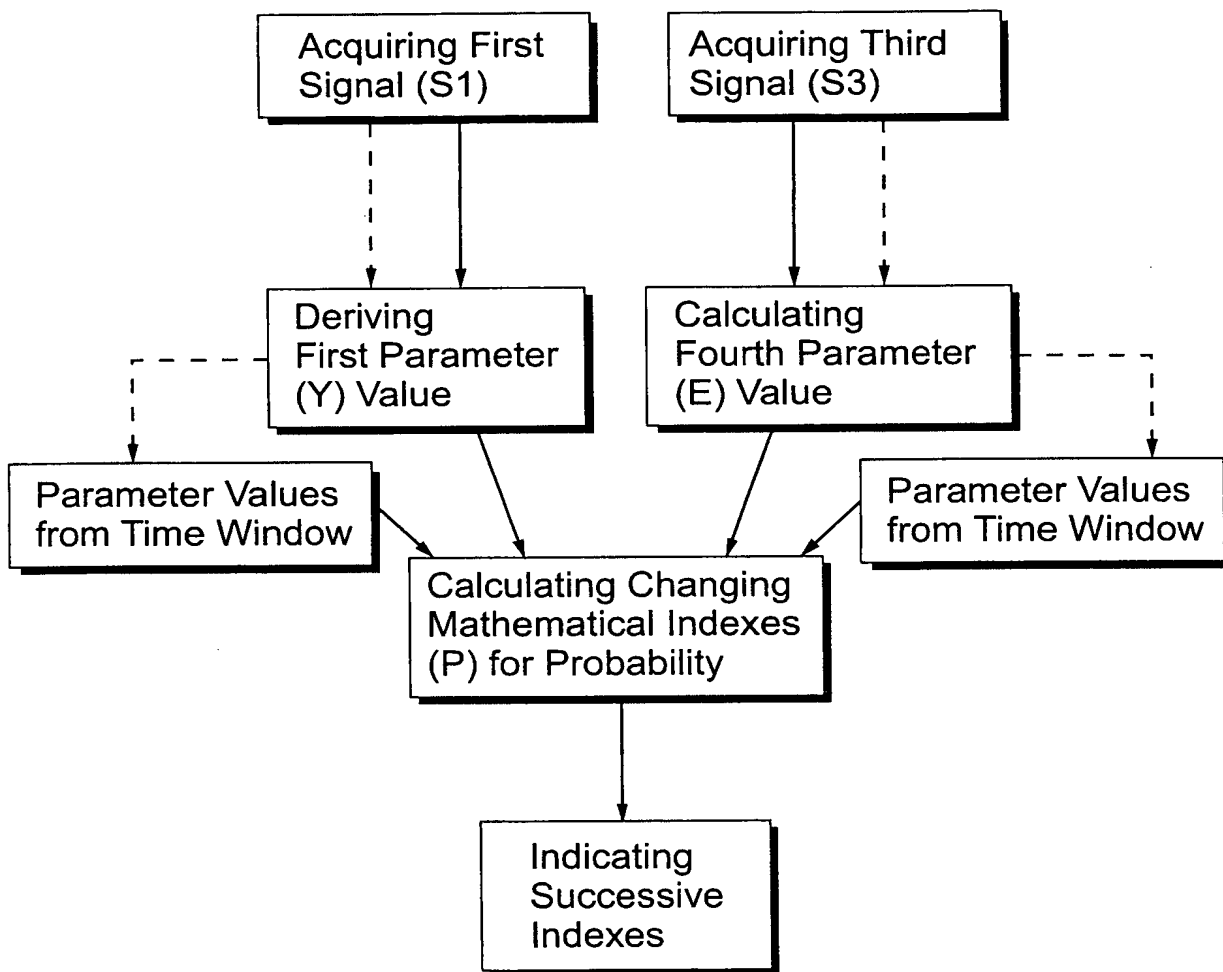 Acquiring First
Signal (S1)
Acquiring Third
Signal (S3)
Deriving
First Parameter
(Y) Value
Calculating
Fourth Parameter
(E) Value
Parameter Values
from Time Window
Parameter Values
from Time Window
Calculating Changing
Mathematical Indexes
(P) for Probability
Indicating
Successive
Indexes